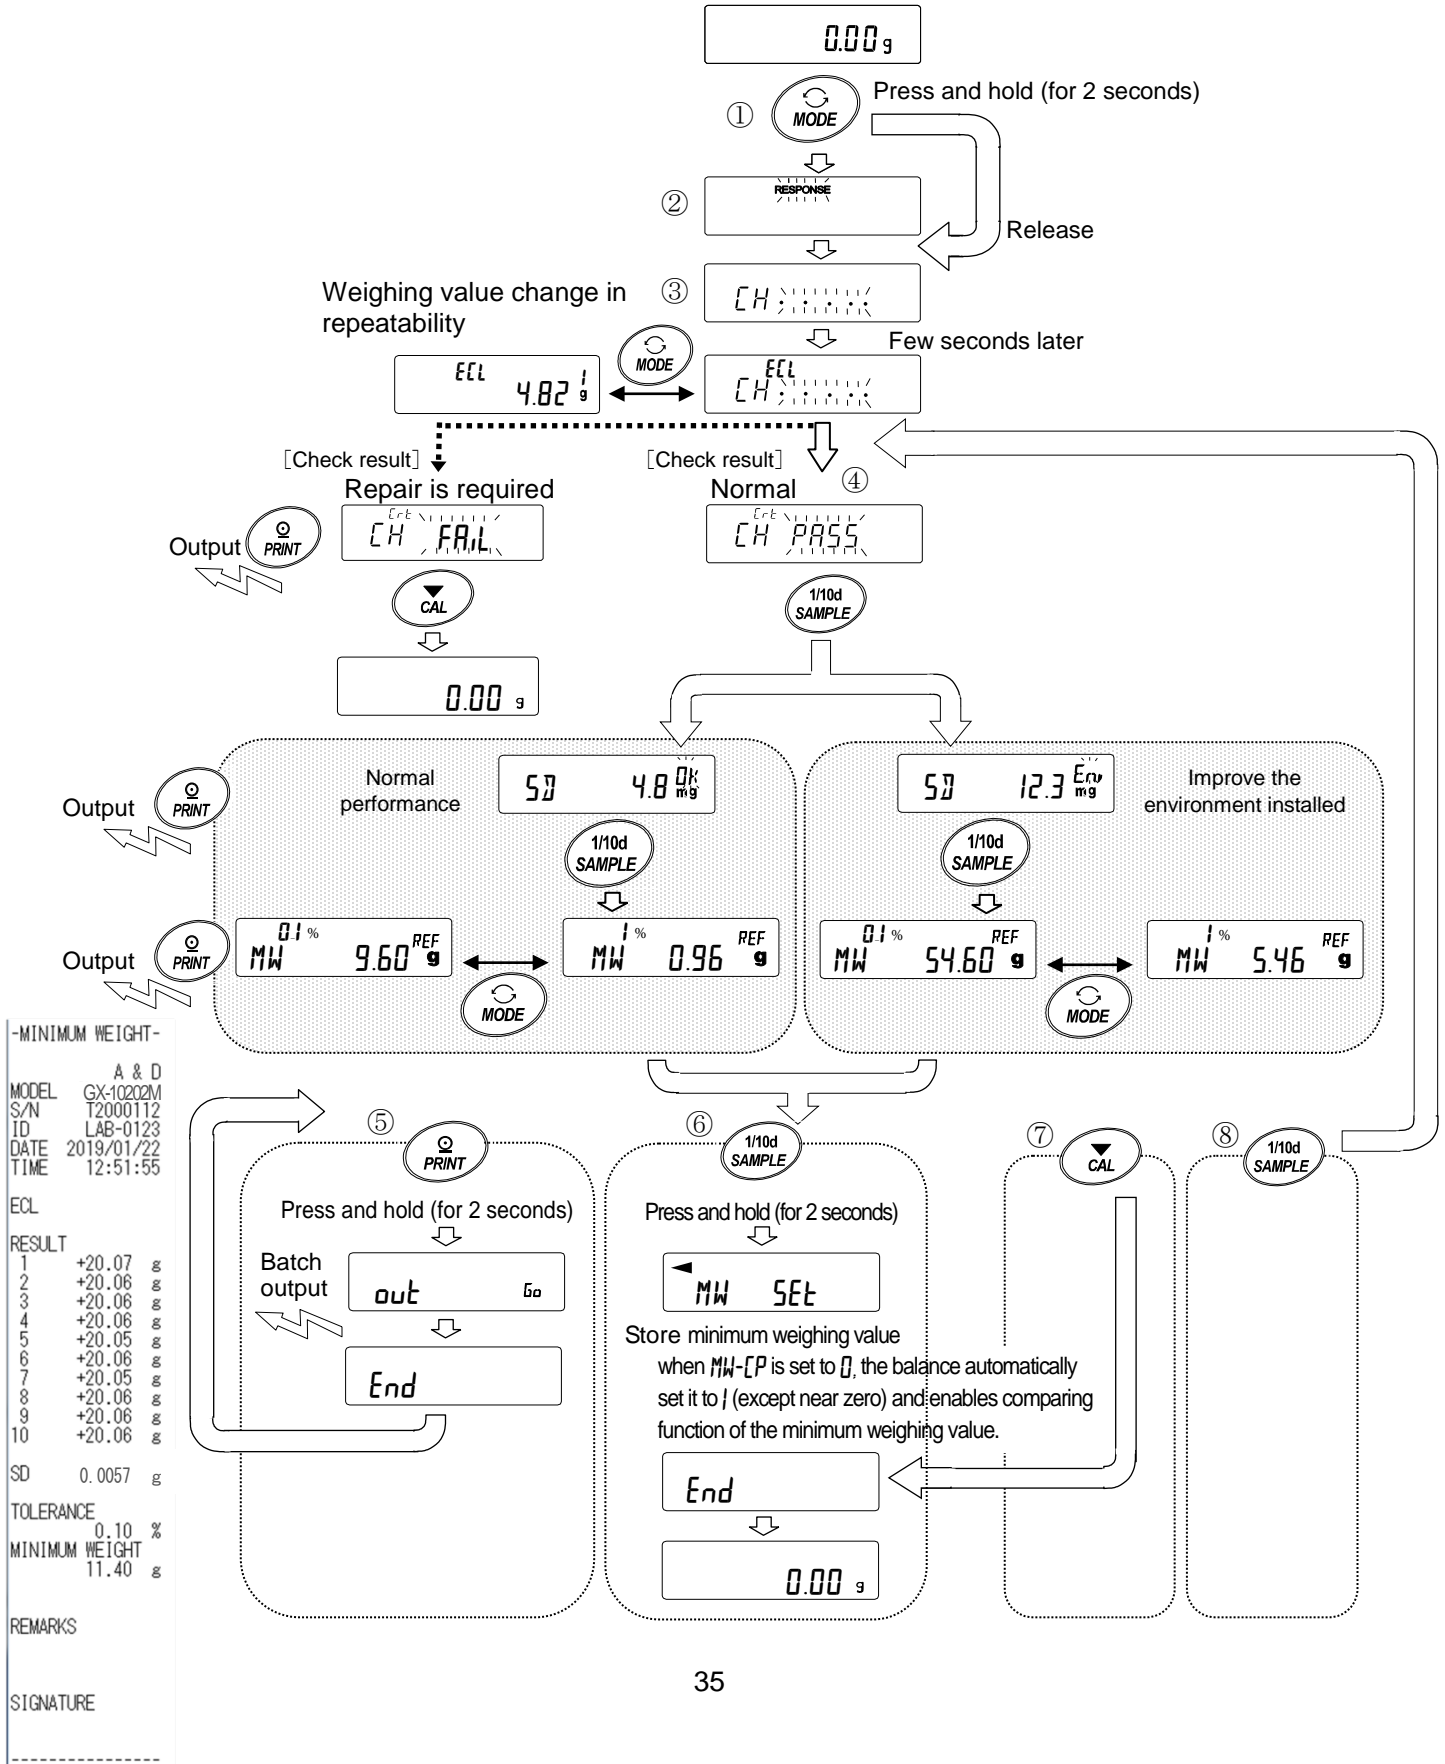 0.00 g
①
MODE
Press and hold (for 2 seconds)
②
RESPONSE
Release
③
CH
Few seconds later
Weighing value change in
repeatability
MODE
ECL
4.82 g
1
ECL
CH
[Check result]
Repair is required
Crt
CH FAiL
Output
PRINT
CAL
0.00 g
[Check result]
Normal
④
Crt
CH PASS
1/10d
SAMPLE
Normal
performance
SD 4.8 OK
mg
Output
PRINT
1/10d
SAMPLE
Output
PRINT
0.1 %
MW 9.60 REF
g
MODE
1 %
MW 0.96 REF
g
SD 12.3 Env
mg
Improve the
environment installed
1/10d
SAMPLE
0.1 %
MW 54.60 REF
g
MODE
1 %
MW 5.46 REF
g
-MINIMUM WEIGHT-
A & D
MODEL GX-10202M
S/N T2000112
ID LAB-0123
DATE 2019/01/22
TIME 12:51:55
ECL
RESULT
1 +20.07 g
2 +20.06 g
3 +20.06 g
4 +20.06 g
5 +20.05 g
6 +20.06 g
7 +20.05 g
8 +20.06 g
9 +20.06 g
10 +20.06 g
SD 0.0057 g
TOLERANCE
0.10 %
MINIMUM WEIGHT
11.40 g
REMARKS
SIGNATURE
----------------
⑤
PRINT
Press and hold (for 2 seconds)
Batch
output
out Go
End
⑥
1/10d
SAMPLE
Press and hold (for 2 seconds)
MW SEt
Store minimum weighing value
when MW-CP is set to 0, the balance automatically
set it to 1 (except near zero) and enables comparing
function of the minimum weighing value.
End
0.00 g
⑦
CAL
⑧
1/10d
SAMPLE
35